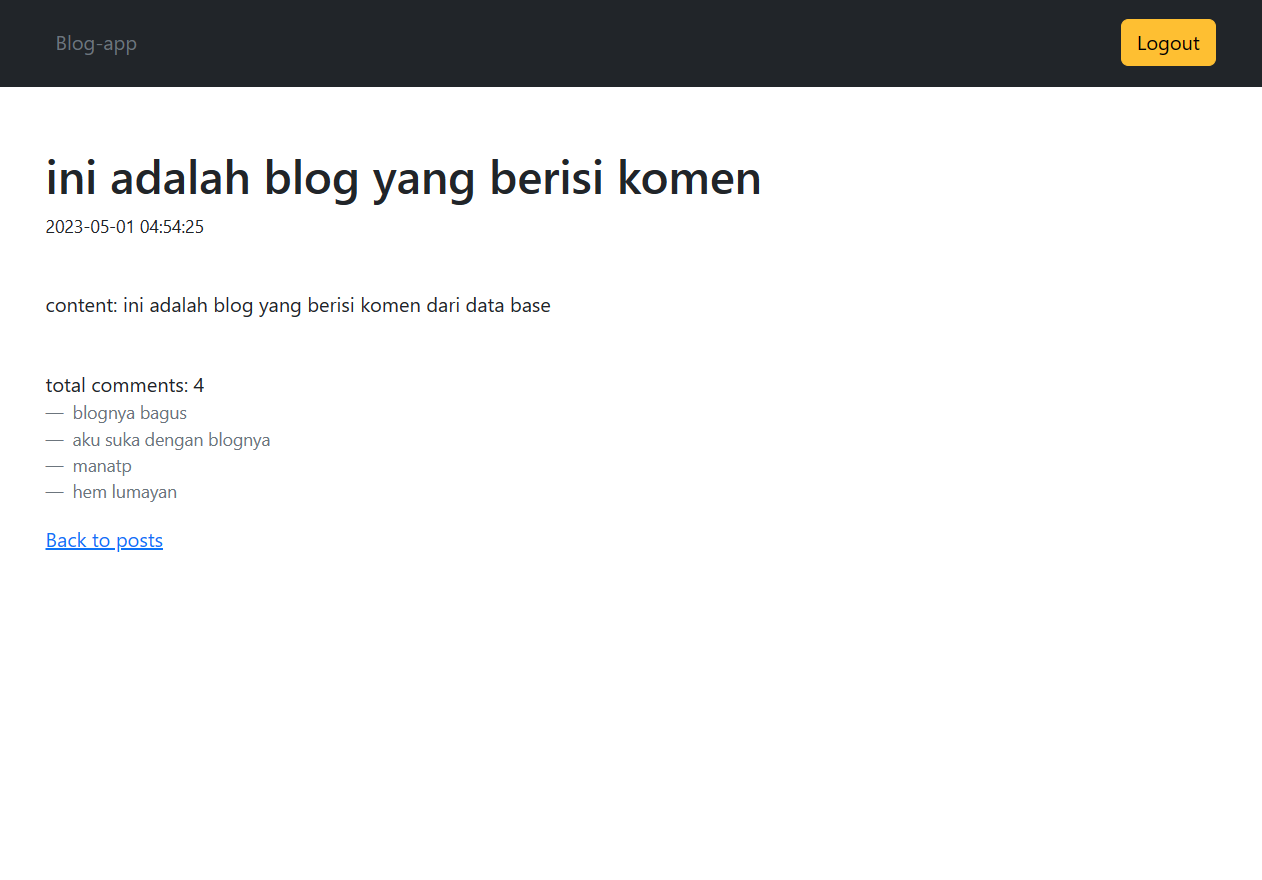 Blog-app
Logout
ini adalah blog yang berisi komen
2023-05-01 04:54:25
content: ini adalah blog yang berisi komen dari data base
total comments: 4
— blognya bagus
— aku suka dengan blognya
— manatp
— hem lumayan
Back to posts